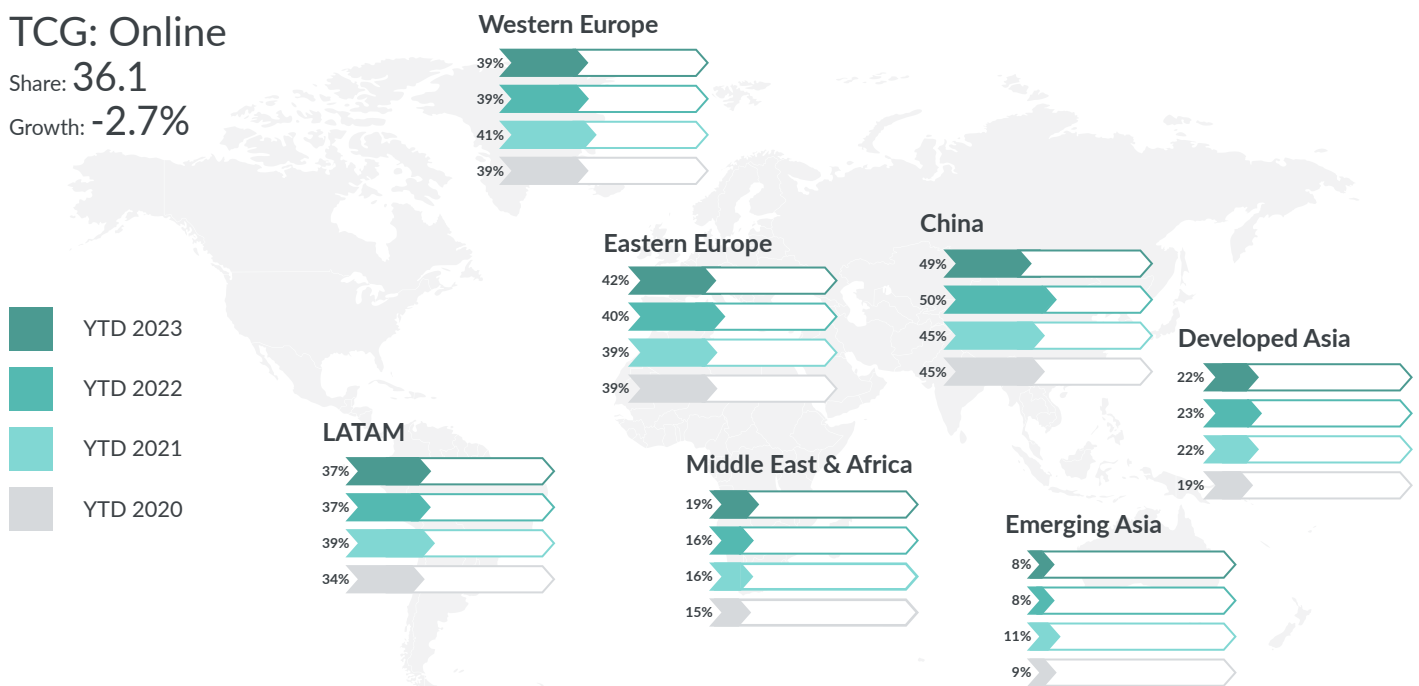 TCG: Online
Share: 36.1
Growth: -2.7%
YTD 2023
YTD 2022
YTD 2021
YTD 2020
Western Europe
39%
39%
41%
39%
Eastern Europe
42%
40%
39%
39%
China
49%
50%
45%
45%
Developed Asia
22%
23%
22%
19%
LATAM
37%
37%
39%
34%
Middle East & Africa
19%
16%
16%
15%
Emerging Asia
8%
8%
11%
9%